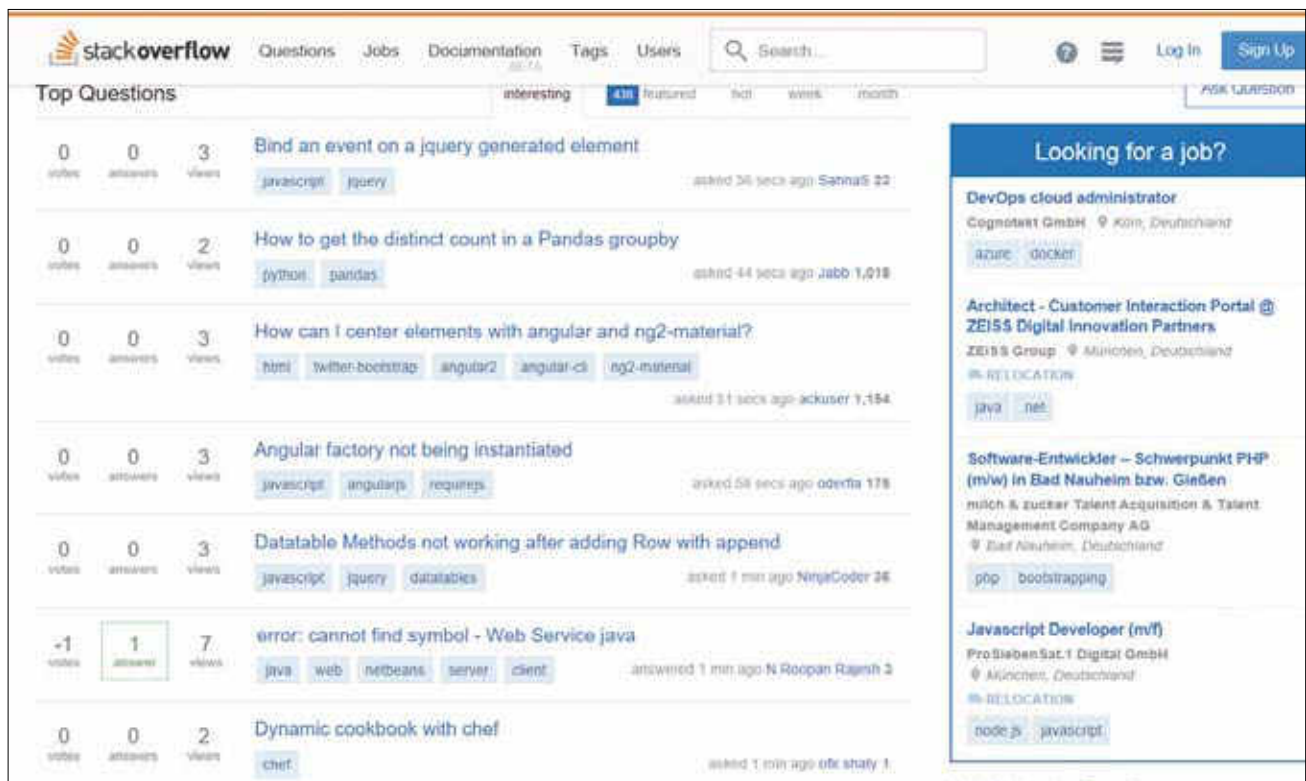 stackoverflow Questions Jobs Documentation Tags Users Search... Log In Sign Up
BETA
Top Questions interesting 438 featured hot week month Ask Question
0 votes 0 answers 3 views
Bind an event on a jquery generated element
javascript jquery
asked 36 secs ago SannaS 22
0 votes 0 answers 2 views
How to get the distinct count in a Pandas groupby
python pandas
asked 44 secs ago Jabb 1,018
0 votes 0 answers 3 views
How can I center elements with angular and ng2-material?
html twitter-bootstrap angular2 angular-cli ng2-material
asked 51 secs ago ackuser 1,154
0 votes 0 answers 3 views
Angular factory not being instantiated
javascript angularjs requirejs
asked 58 secs ago 178
0 votes 0 answers 3 views
Datatable Methods not working after adding Row with append
javascript jquery datatables
asked 1 min ago NinjaCoder
-1 votes 1 answer 7 views
error: cannot find symbol - Web Service java
java web netbeans server client
answered 1 min ago N Roopan Rajesh 3
0 votes 0 answers 2 views
Dynamic cookbook with chef
chef
asked 1 min ago ofir shaty 1
Looking for a job?
DevOps cloud administrator
Cognotekt GmbH Köln, Deutschland
azure docker
Architect - Customer Interaction Portal @
ZEISS Digital Innovation Partners
ZEISS Group München, Deutschland
RELOCATION
java .net
Software-Entwickler – Schwerpunkt PHP
(m/w) in Bad Nauheim bzw. Gießen
milch & zucker Talent Acquisition & Talent
Management Company AG
Bad Nauheim, Deutschland
php bootstrapping
Javascript Developer (m/f)
ProSiebenSat.1 Digital GmbH
München, Deutschland
RELOCATION
node.js javascript